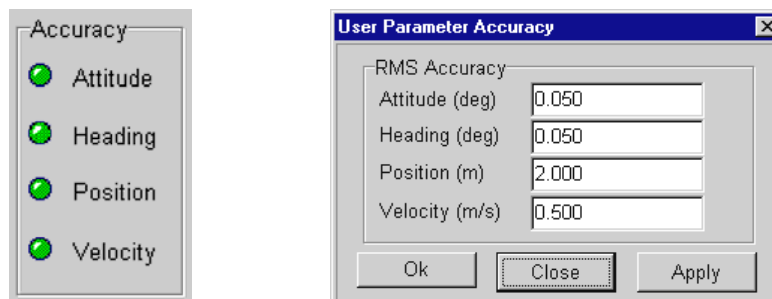 Accuracy
Attitude
Heading
Position
Velocity
User Parameter Accuracy
RMS Accuracy
Attitude (deg) 0.050
Heading (deg) 0.050
Position (m) 2.000
Velocity (m/s) 0.500
Ok Close Apply